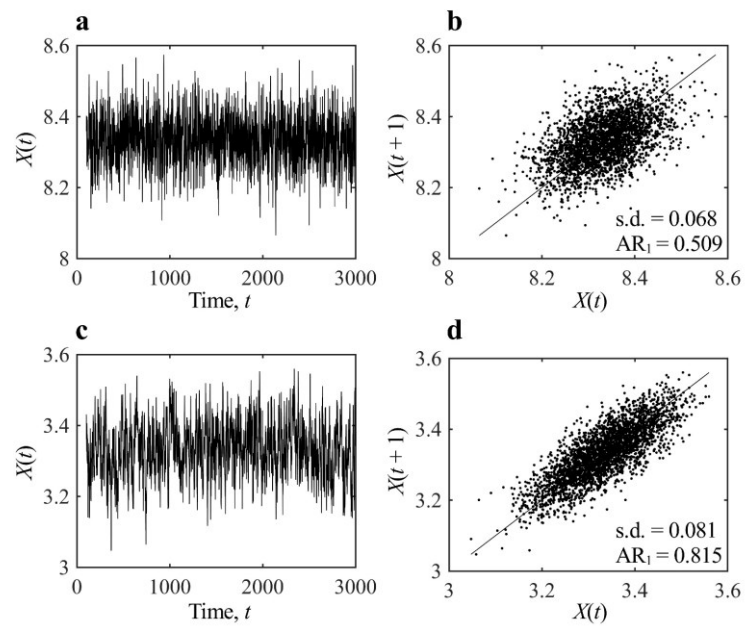 a
b
8.6
8.4
8.2
8
X(t)
0
1000
2000
3000
Time, t
8.6
8.4
8.2
8
X(t + 1)
s.d. = 0.068
AR₁ = 0.509
8
8.2
8.4
8.6
X(t)
c
d
3.6
3.4
3.2
3
X(t)
0
1000
2000
3000
Time, t
3.6
3.4
3.2
3
X(t + 1)
s.d. = 0.081
AR₁ = 0.815
3
3.2
3.4
3.6
X(t)